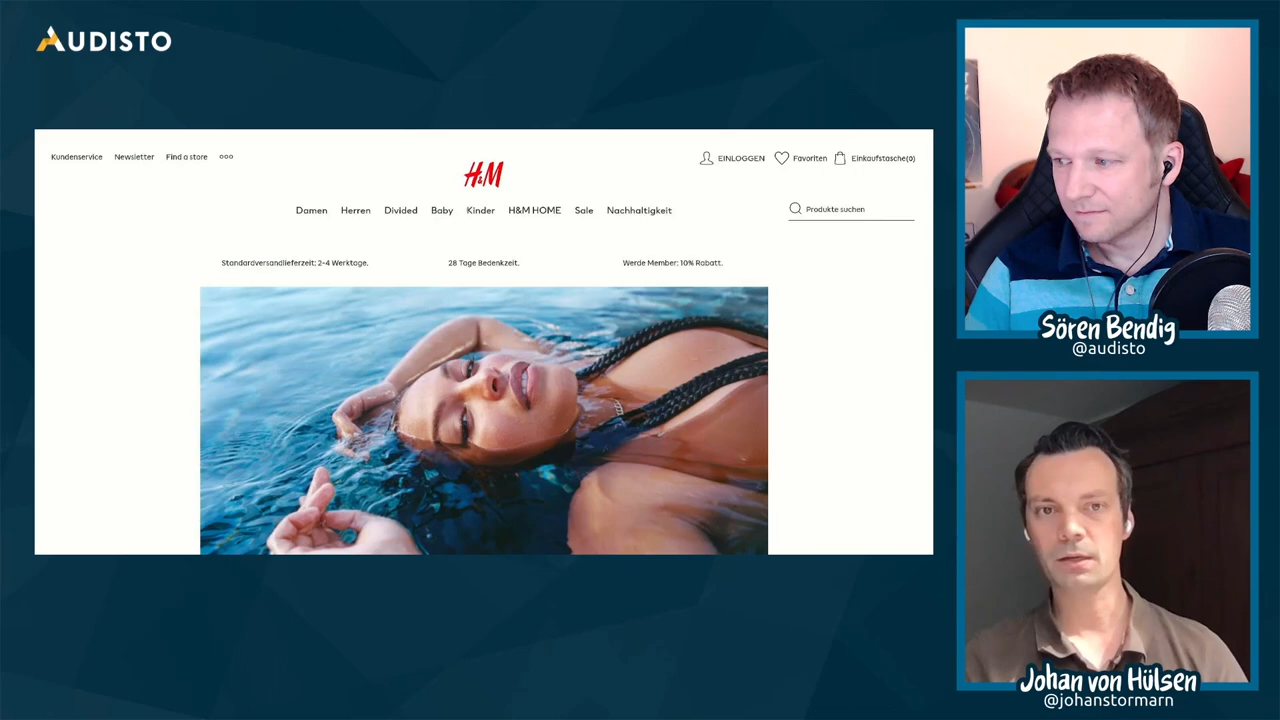 AUDISTO
Kundenservice Newsletter Find a store
EINLOGGEN Favoriten Einkaufstasche(0)
H&M
Damen Herren Divided Baby Kinder H&M HOME Sale Nachhaltigkeit
Produkte suchen
Standardversandlieferzeit: 2-4 Werktage. 28 Tage Bedenkzeit. Werde Member: 10% Rabatt.
Sören Bendig
@audisto
Johan von Hülsen
@johanstormarn